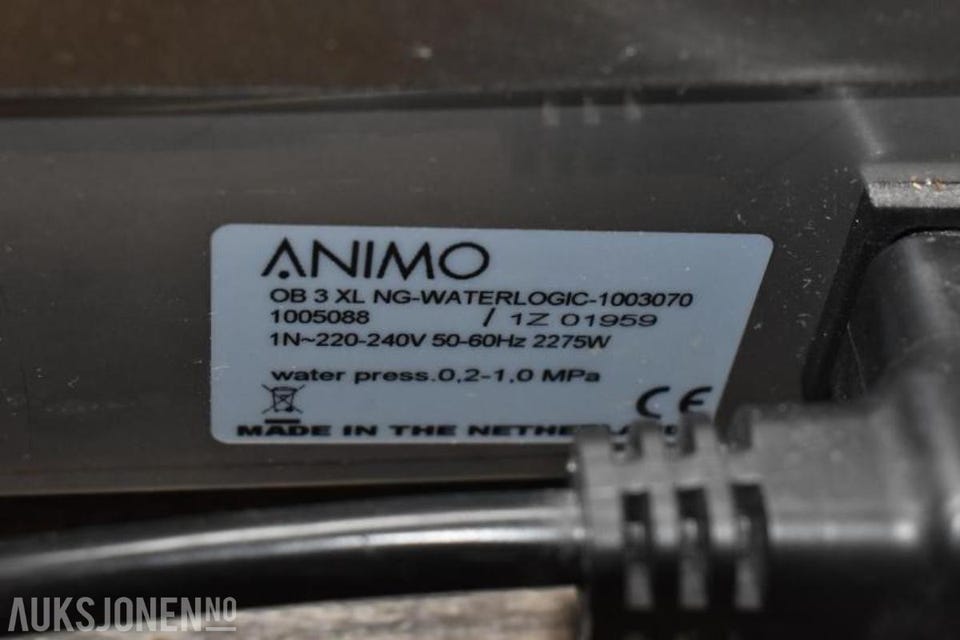 ANIMO
OB 3 XL NG-WATERLOGIC-1003070
1005088 / 1Z 01959
1N~220-240V 50-60Hz 2275W
water press.0,2-1,0 MPa
CE
MADE IN THE
AUKSJONEN.NO